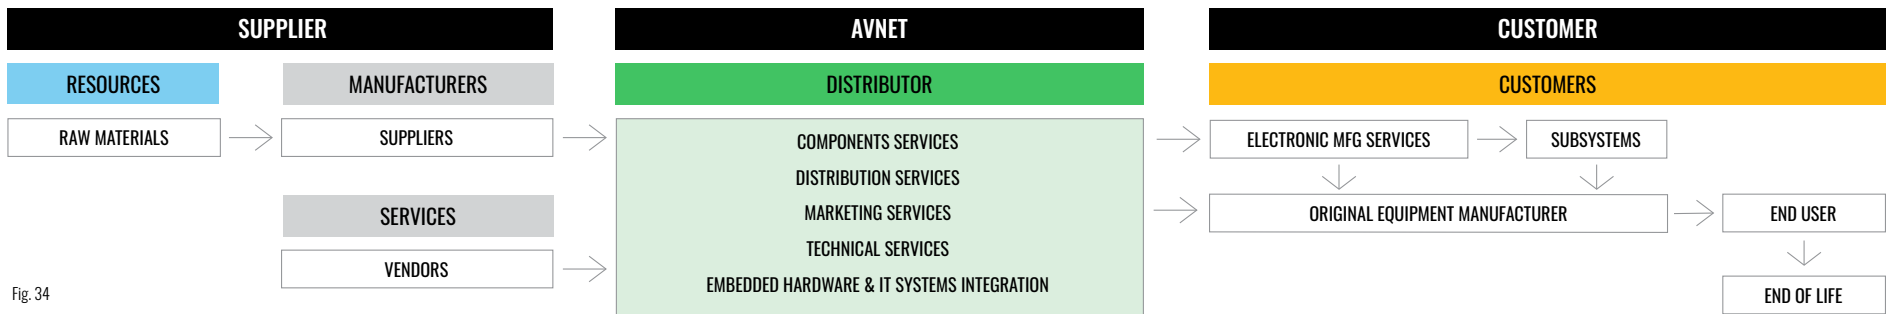 SUPPLIER
AVNET
CUSTOMER
RESOURCES
MANUFACTURERS
DISTRIBUTOR
CUSTOMERS
RAW MATERIALS
SUPPLIERS
SERVICES
VENDORS
COMPONENTS SERVICES
DISTRIBUTION SERVICES
MARKETING SERVICES
TECHNICAL SERVICES
EMBEDDED HARDWARE & IT SYSTEMS INTEGRATION
ELECTRONIC MFG SERVICES
SUBSYSTEMS
ORIGINAL EQUIPMENT MANUFACTURER
END USER
END OF LIFE
Fig. 34